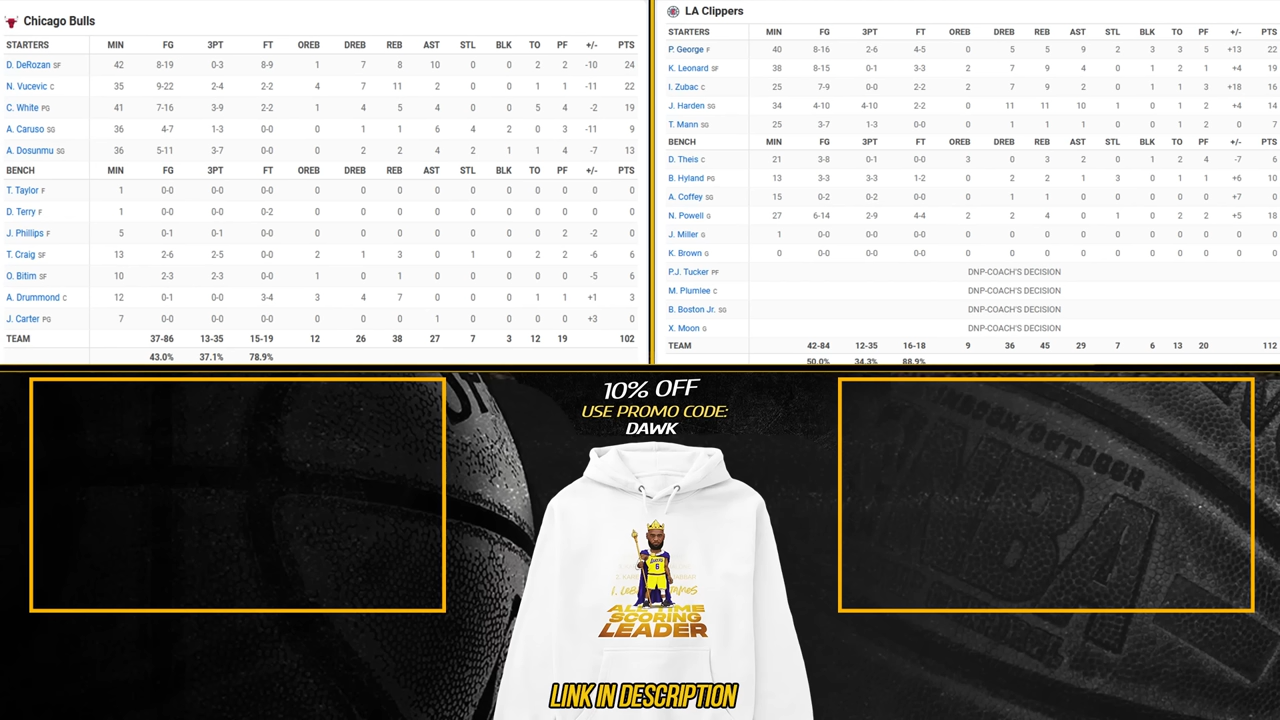 Chicago Bulls
STARTERS MIN FG 3PT FT OREB DREB REB AST STL BLK TO PF +/- PTS
D. DeRozan SF 42 8-19 0-3 8-9 1 7 8 10 0 0 2 2 -10 24
N. Vucevic C 35 9-22 2-4 2-2 4 7 11 2 0 0 1 1 -11 22
C. White PG 41 7-16 3-9 2-2 1 4 5 4 0 0 5 4 -2 19
A. Caruso SG 36 4-7 1-3 0-0 0 1 1 6 4 2 0 3 -11 9
A. Dosunmu SG 36 5-11 3-7 0-0 0 2 2 4 2 1 1 4 -7 13
BENCH MIN FG 3PT FT OREB DREB REB AST STL BLK TO PF +/- PTS
T. Taylor F 1 0-0 0-0 0-0 0 0 0 0 0 0 0 0 0 0
D. Terry F 1 0-0 0-0 0-2 0 0 0 0 0 0 0 0 0 0
J. Phillips F 5 0-1 0-1 0-0 0 0 0 0 0 0 0 2 -2 0
T. Craig SF 13 2-6 2-5 0-0 2 1 3 0 1 0 2 2 -6 6
O. Bitim SF 10 2-3 2-3 0-0 1 0 1 0 0 0 0 0 -5 6
A. Drummond C 12 0-1 0-0 3-4 3 4 7 0 0 0 1 1 +1 3
J. Carter PG 7 0-0 0-0 0-0 0 0 0 1 0 0 0 0 +3 0
TEAM 37-86 13-35 15-19 12 26 38 27 7 3 12 19 102
43.0% 37.1% 78.9%
LA Clippers
STARTERS MIN FG 3PT FT OREB DREB REB AST STL BLK TO PF +/- PTS
P. George F 40 8-16 2-6 4-5 0 5 5 9 2 3 3 5 +13 22
K. Leonard SF 38 8-15 0-1 3-3 2 7 9 4 0 1 2 1 +4 19
I. Zubac C 25 7-9 0-0 2-2 2 7 9 2 0 1 1 3 +18 16
J. Harden SG 34 4-10 4-10 2-2 0 11 11 10 1 0 1 2 +4 14
T. Mann SG 25 3-7 1-3 0-0 0 1 1 1 0 1 2 0 7
BENCH MIN FG 3PT FT OREB DREB REB AST STL BLK TO PF +/- PTS
D. Theis C 21 3-8 0-1 0-0 3 0 3 2 0 1 2 4 -7 6
B. Hyland PG 13 3-3 3-3 1-2 0 2 2 1 3 0 1 1 +6 10
A. Coffey SG 15 0-2 0-2 0-0 0 1 1 0 0 0 0 +7 0
N. Powell G 27 6-14 2-9 4-4 2 2 4 0 1 0 2 2 +5 18
J. Miller G 1 0-0 0-0 0-0 0 0 0 0 0 0 0 0 0 0
K. Brown G 0 0-0 0-0 0-0 0 0 0 0 0 0 0 0 0 0
P.J. Tucker PF DNP-COACH'S DECISION
M. Plumlee C DNP-COACH'S DECISION
B. Boston Jr. SG DNP-COACH'S DECISION
X. Moon G DNP-COACH'S DECISION
TEAM 42-84 12-35 16-18 9 36 45 29 7 6 13 20 112
50.0% 34.3% 88.9%
10% OFF
USE PROMO CODE:
DAWK
ALL TIME
SCORING
LEADER
LINK IN DESCRIPTION